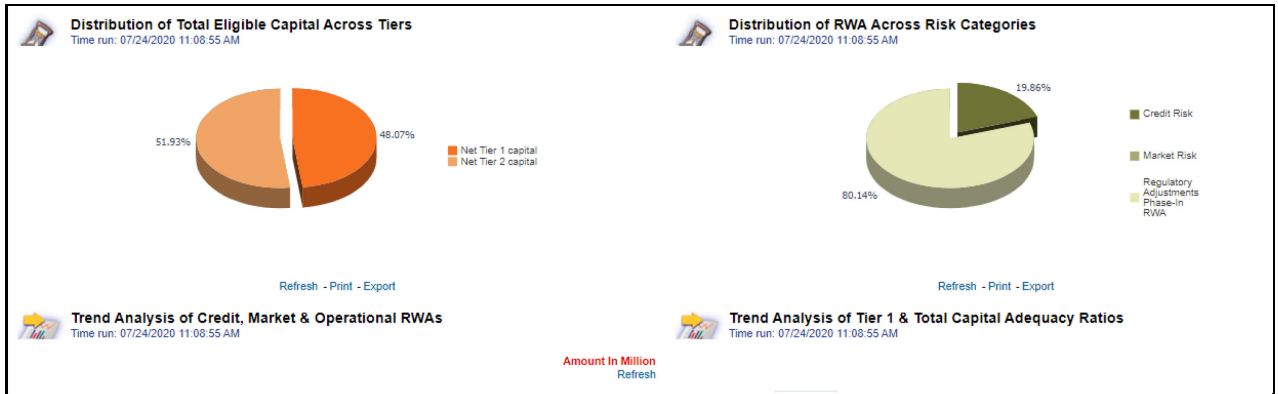 Distribution of Total Eligible Capital Across Tiers
Time run: 07/24/2020 11:08:55 AM
51.93%
48.07%
Net Tier 1 capital
Net Tier 2 capital
Refresh - Print - Export
Distribution of RWA Across Risk Categories
Time run: 07/24/2020 11:08:55 AM
19.86%
80.14%
Credit Risk
Market Risk
Regulatory
Adjustments
Phase-In
RWA
Refresh - Print - Export
Trend Analysis of Credit, Market & Operational RWAs
Time run: 07/24/2020 11:08:55 AM
Amount In Million
Refresh
Trend Analysis of Tier 1 & Total Capital Adequacy Ratios
Time run: 07/24/2020 11:08:55 AM